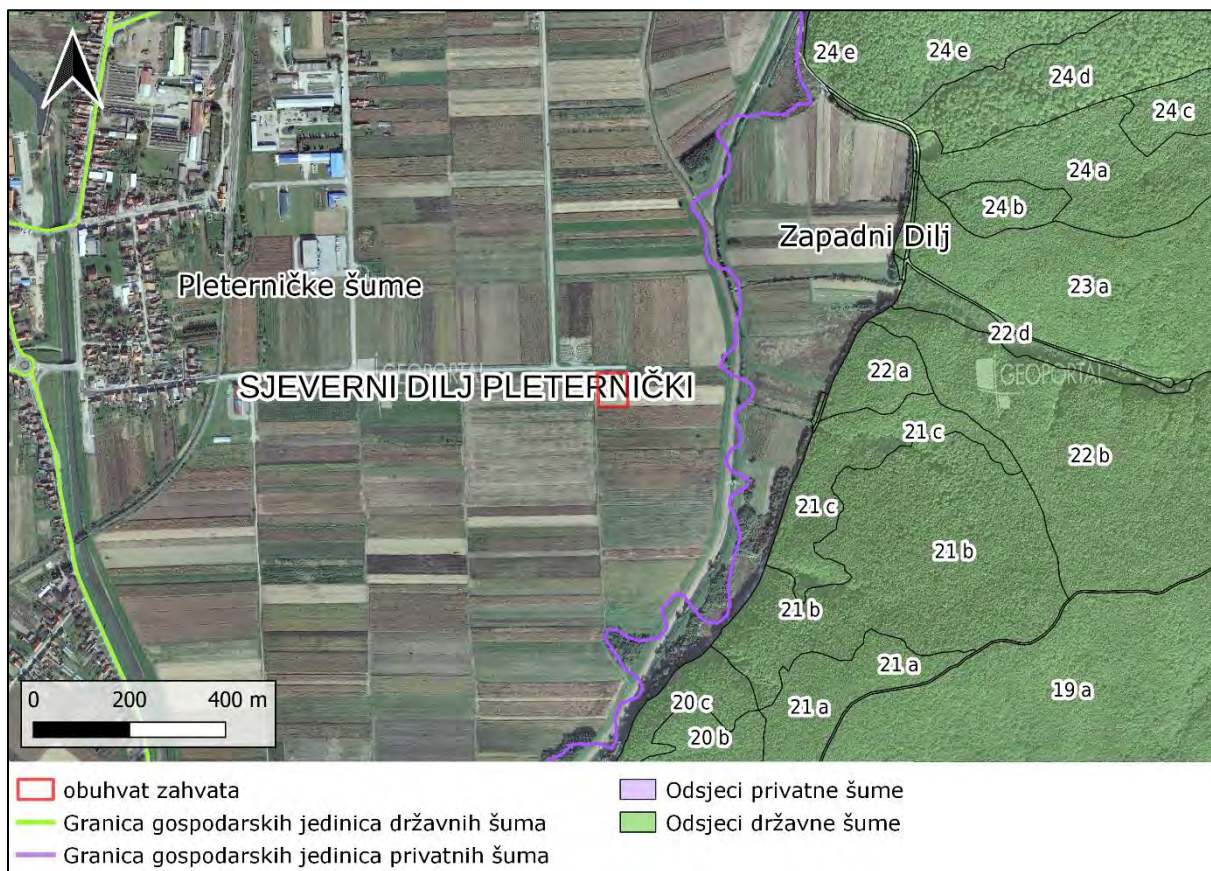 24 e
24 e
24 d
24 c
24 a
24 b
Zapadni Dilj
Pleterničke šume
23 a
22 d
GEOPORTAL
GEOPORTAL
22 a
SJEVERNI DILJ PLETERNIČKI
21 c
22 b
21 c
21 b
21 b
21 a
19 a
20 c
21 a
20 b
0 200 400 m
obuhvat zahvata
Granica gospodarskih jedinica državnih šuma
Granica gospodarskih jedinica privatnih šuma
Odsjeci privatne šume
Odsjeci državne šume